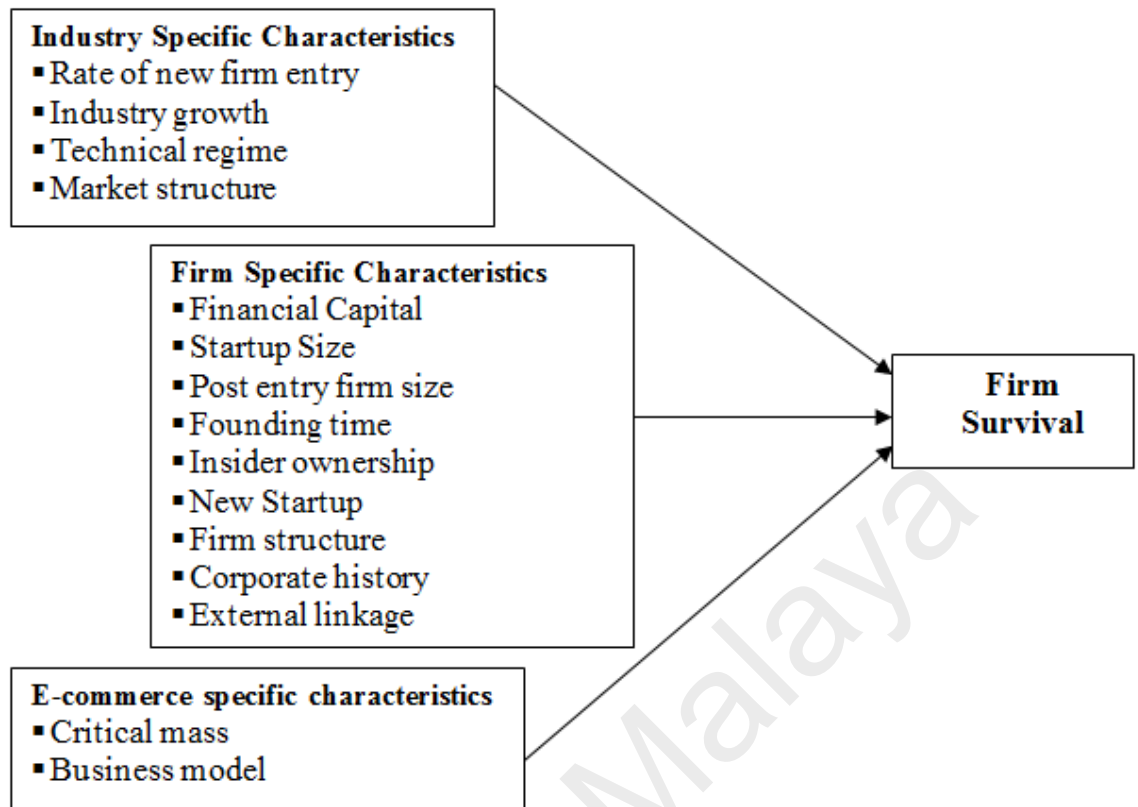 Industry Specific Characteristics
▪ Rate of new firm entry
▪ Industry growth
▪ Technical regime
▪ Market structure
Firm Specific Characteristics
▪ Financial Capital
▪ Startup Size
▪ Post entry firm size
▪ Founding time
▪ Insider ownership
▪ New Startup
▪ Firm structure
▪ Corporate history
▪ External linkage
Firm
Survival
E-commerce specific characteristics
▪ Critical mass
▪ Business model
Malaya